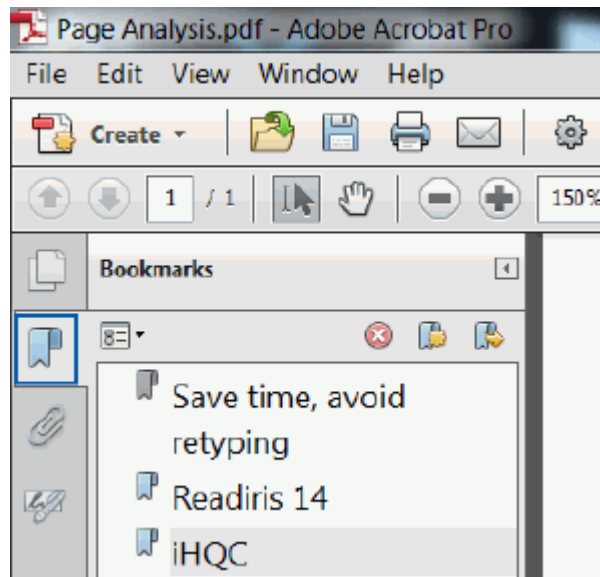 Page Analysis.pdf - Adobe Acrobat Pro
File Edit View Window Help
Create
1 / 1 150%
Bookmarks
Save time, avoid
retyping
Readiris 14
iHQC